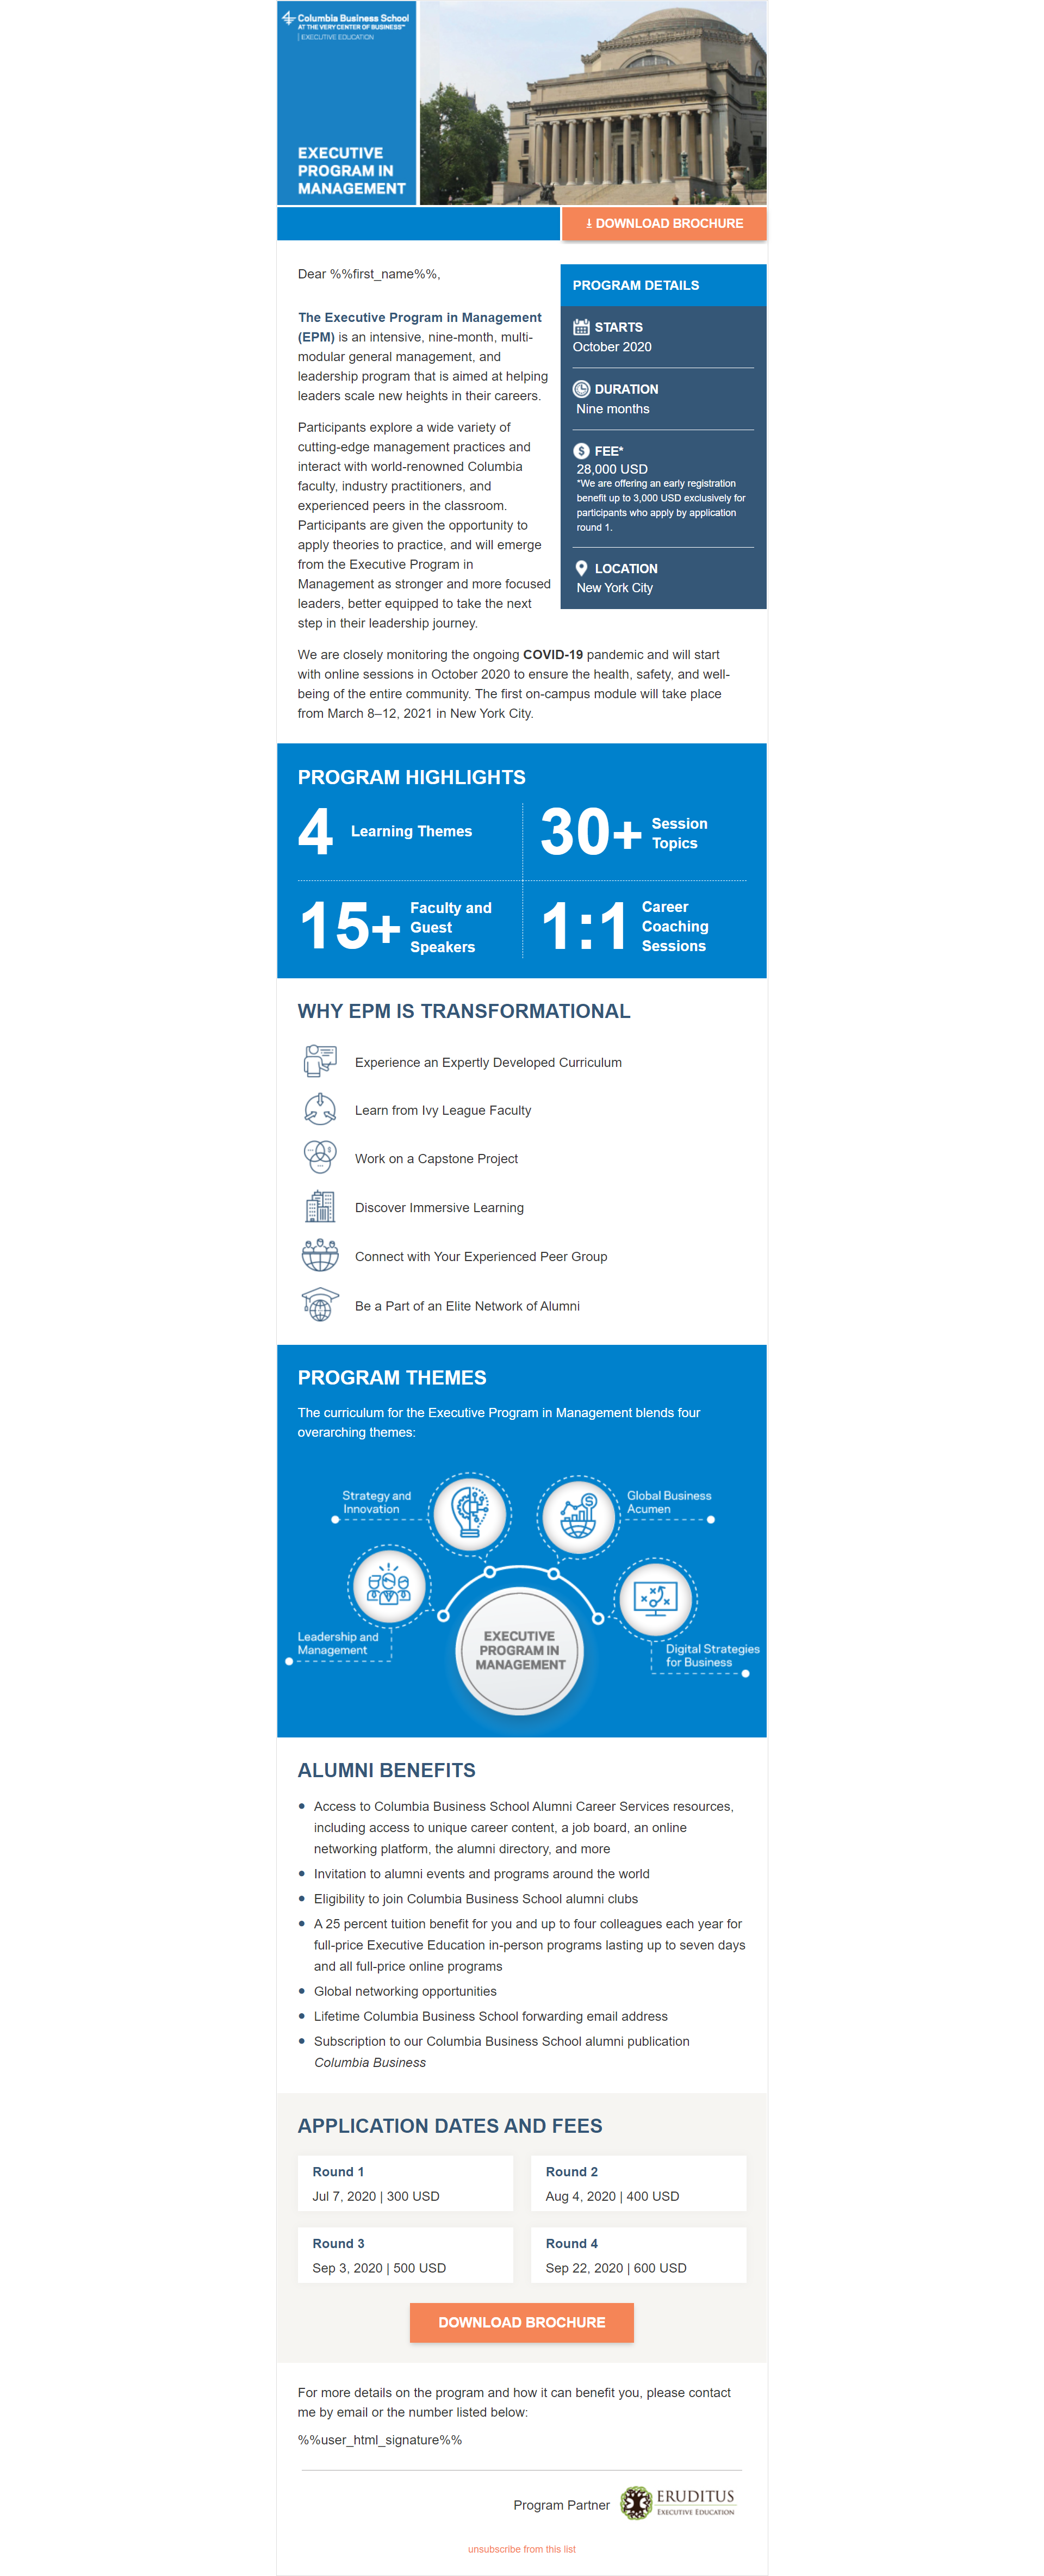 Columbia Business School
AT THE VERY CENTER OF BUSINESS™
EXECUTIVE EDUCATION
EXECUTIVE
PROGRAM IN
MANAGEMENT
DOWNLOAD BROCHURE
Dear %%first_name%%,
The Executive Program in Management
(EPM) is an intensive, nine-month, multi-
modular general management, and
leadership program that is aimed at helping
leaders scale new heights in their careers.
Participants explore a wide variety of
cutting-edge management practices and
interact with world-renowned Columbia
faculty, industry practitioners, and
experienced peers in the classroom.
Participants are given the opportunity to
apply theories to practice, and will emerge
from the Executive Program in
Management as stronger and more focused
leaders, better equipped to take the next
step in their leadership journey.
PROGRAM DETAILS
STARTS
October 2020
DURATION
Nine months
FEE*
28,000 USD
*We are offering an early registration
benefit up to 3,000 USD exclusively for
participants who apply by application
round 1.
LOCATION
New York City
We are closely monitoring the ongoing COVID-19 pandemic and will start
with online sessions in October 2020 to ensure the health, safety, and well-
being of the entire community. The first on-campus module will take place
from March 8–12, 2021 in New York City.
PROGRAM HIGHLIGHTS
4 Learning Themes
30+ Session
Topics
15+ Faculty and
Guest
Speakers
1:1 Career
Coaching
Sessions
WHY EPM IS TRANSFORMATIONAL
Experience an Expertly Developed Curriculum
Learn from Ivy League Faculty
Work on a Capstone Project
Discover Immersive Learning
Connect with Your Experienced Peer Group
Be a Part of an Elite Network of Alumni
PROGRAM THEMES
The curriculum for the Executive Program in Management blends four
overarching themes:
Strategy and
Innovation
Global Business
Acumen
Leadership and
Management
EXECUTIVE
PROGRAM IN
MANAGEMENT
Digital Strategies
for Business
ALUMNI BENEFITS
Access to Columbia Business School Alumni Career Services resources,
including access to unique career content, a job board, an online
networking platform, the alumni directory, and more
Invitation to alumni events and programs around the world
Eligibility to join Columbia Business School alumni clubs
A 25 percent tuition benefit for you and up to four colleagues each year for
full-price Executive Education in-person programs lasting up to seven days
and all full-price online programs
Global networking opportunities
Lifetime Columbia Business School forwarding email address
Subscription to our Columbia Business School alumni publication
Columbia Business
APPLICATION DATES AND FEES
Round 1
Jul 7, 2020 | 300 USD
Round 2
Aug 4, 2020 | 400 USD
Round 3
Sep 3, 2020 | 500 USD
Round 4
Sep 22, 2020 | 600 USD
DOWNLOAD BROCHURE
For more details on the program and how it can benefit you, please contact
me by email or the number listed below:
%%user_html_signature%%
Program Partner
ERUDITUS
EXECUTIVE EDUCATION
unsubscribe from this list